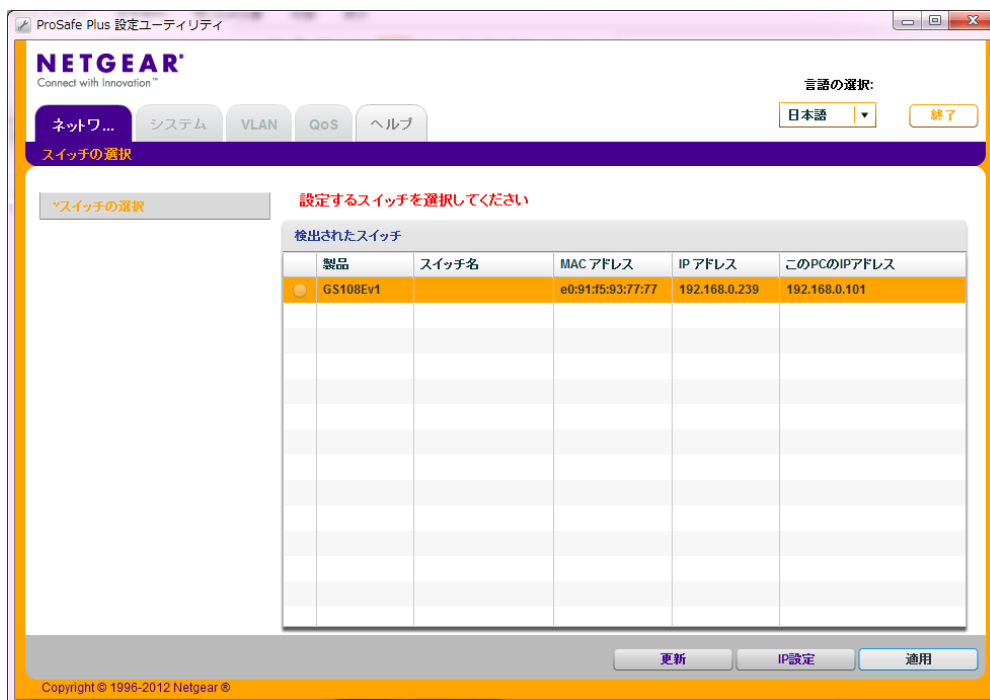 ProSafe Plus 設定ユーティリティ
NETGEAR®
Connect with Innovation™
言語の選択:
日本語
終了
ネットワ...
システム
VLAN
QoS
ヘルプ
スイッチの選択
スイッチの選択
設定するスイッチを選択してください
検出されたスイッチ
製品 スイッチ名 MAC アドレス IP アドレス このPCのIPアドレス
GS108Ev1 e0:91:f5:93:77:77 192.168.0.239 192.168.0.101
更新
IP設定
適用
Copyright © 1996-2012 Netgear ®